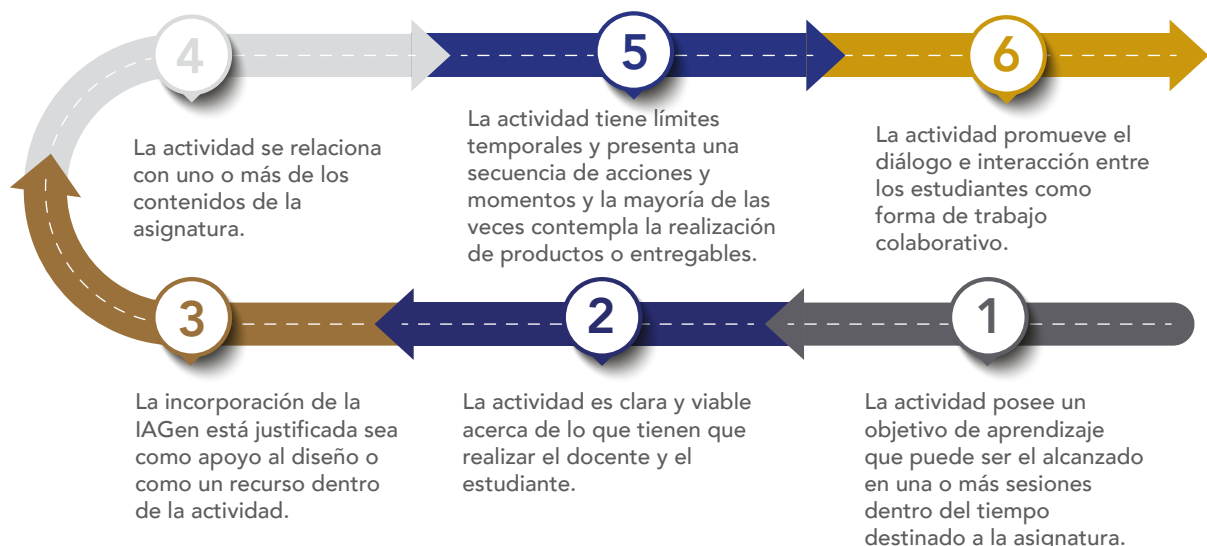 4
La actividad se relaciona
con uno o más de los
contenidos de la
asignatura.
5
La actividad tiene límites
temporales y presenta una
secuencia de acciones y
momentos y la mayoría de las
veces contempla la realización
de productos o entregables.
6
La actividad promueve el
diálogo e interacción entre
los estudiantes como
forma de trabajo
colaborativo.
3
La incorporación de la
IAGen está justificada sea
como apoyo al diseño o
como un recurso dentro
de la actividad.
2
La actividad es clara y viable
acerca de lo que tienen que
realizar el docente y el
estudiante.
1
La actividad posee un
objetivo de aprendizaje
que puede ser el alcanzado
en una o más sesiones
dentro del tiempo
destinado a la asignatura.